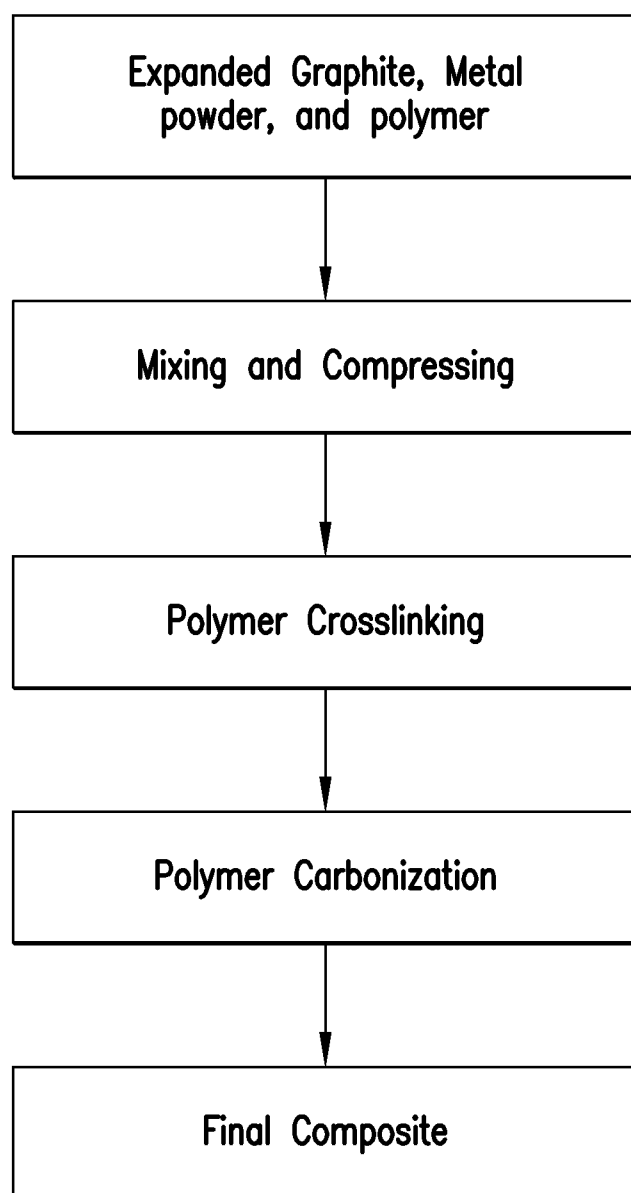 Expanded Graphite, Metal
powder, and polymer
Mixing and Compressing
Polymer Crosslinking
Polymer Carbonization
Final Composite